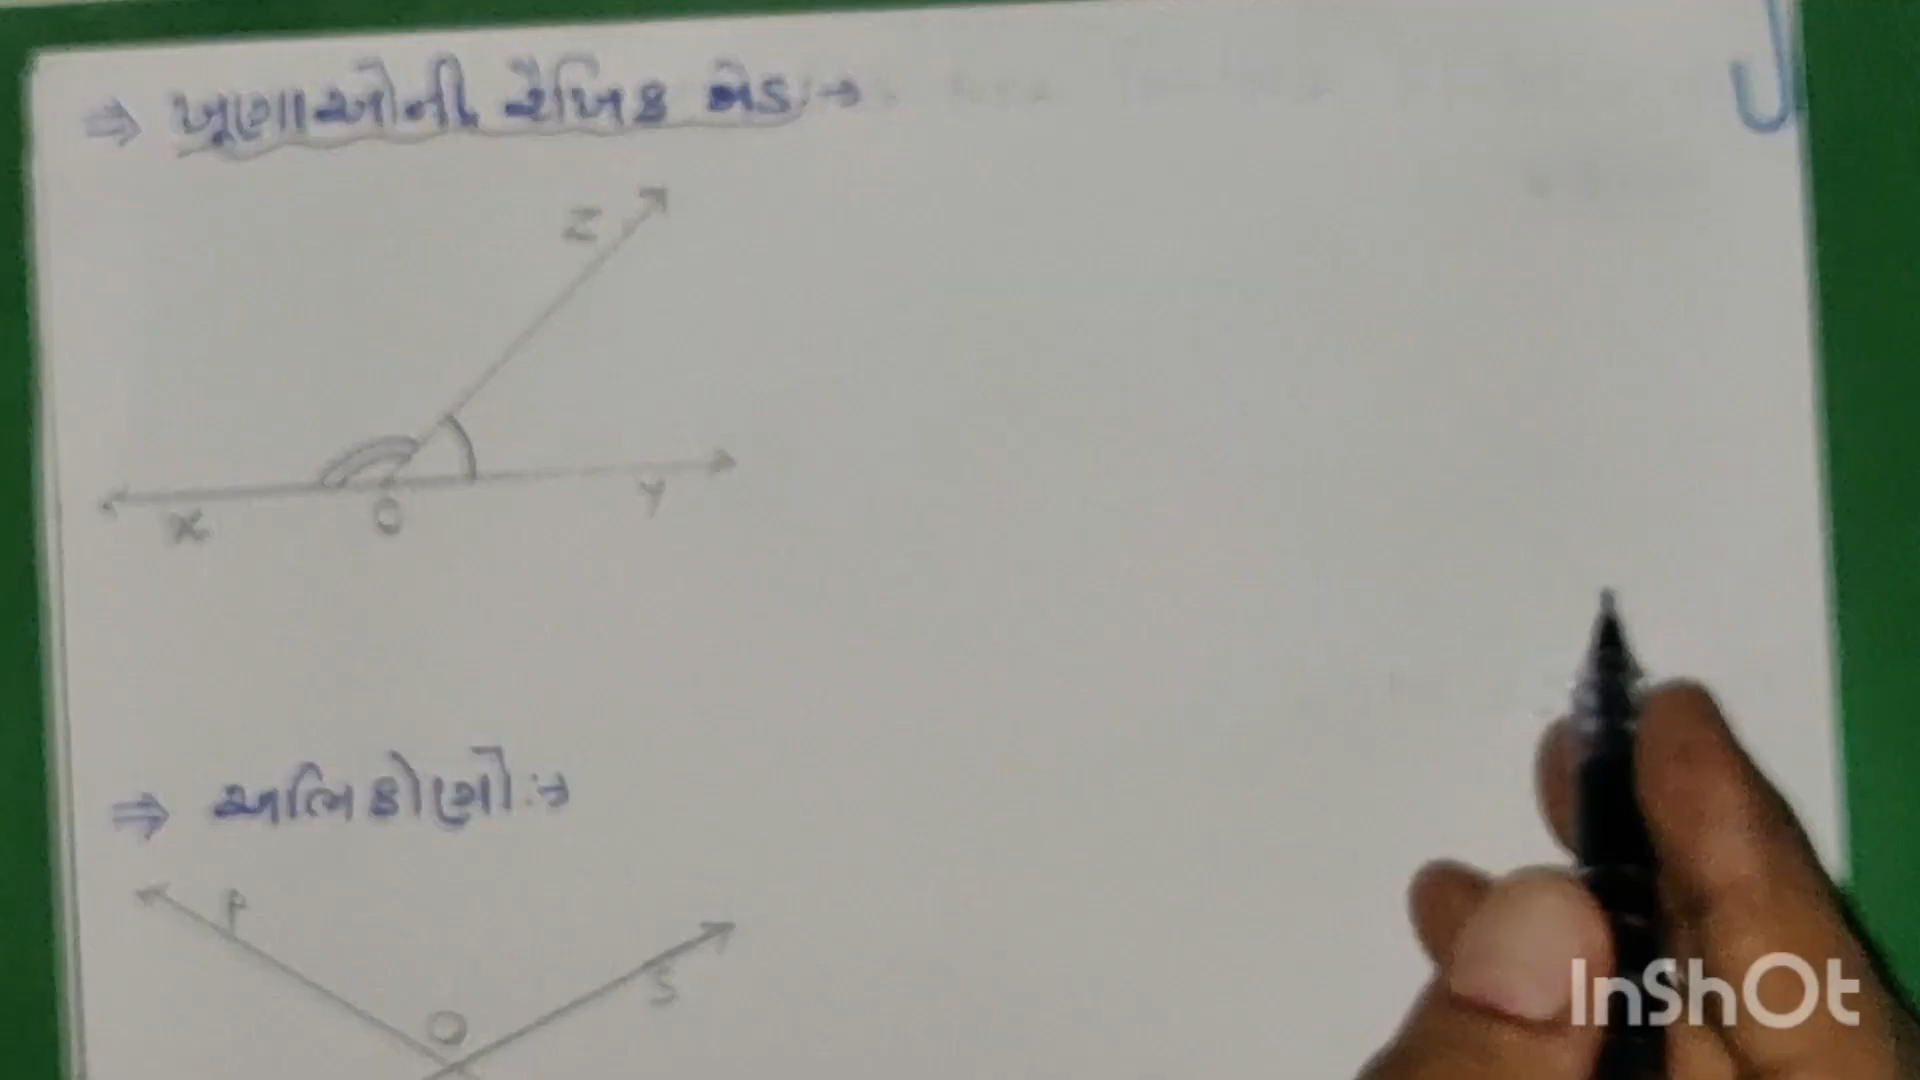 ⇒ ખૂણાઓની રૈખિક જોડ :→
Z
X O Y
⇒ અભિકોણો :→
P
S
O
InShOt